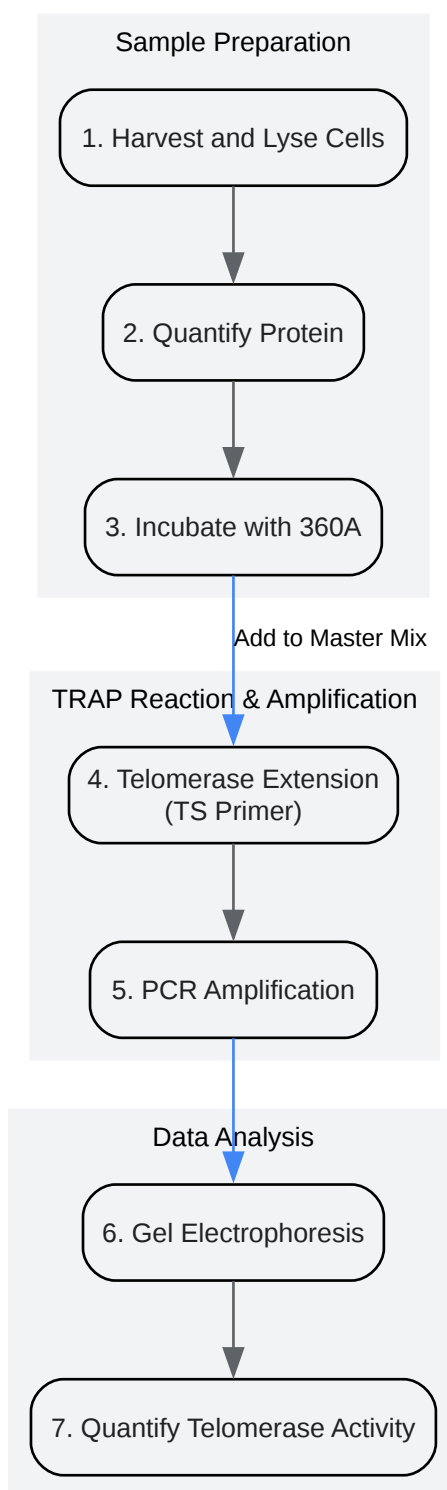 Sample Preparation
1. Harvest and Lyse Cells
2. Quantify Protein
3. Incubate with 360A
Add to Master Mix
TRAP Reaction & Amplification
4. Telomerase Extension
(TS Primer)
5. PCR Amplification
Data Analysis
6. Gel Electrophoresis
7. Quantify Telomerase Activity